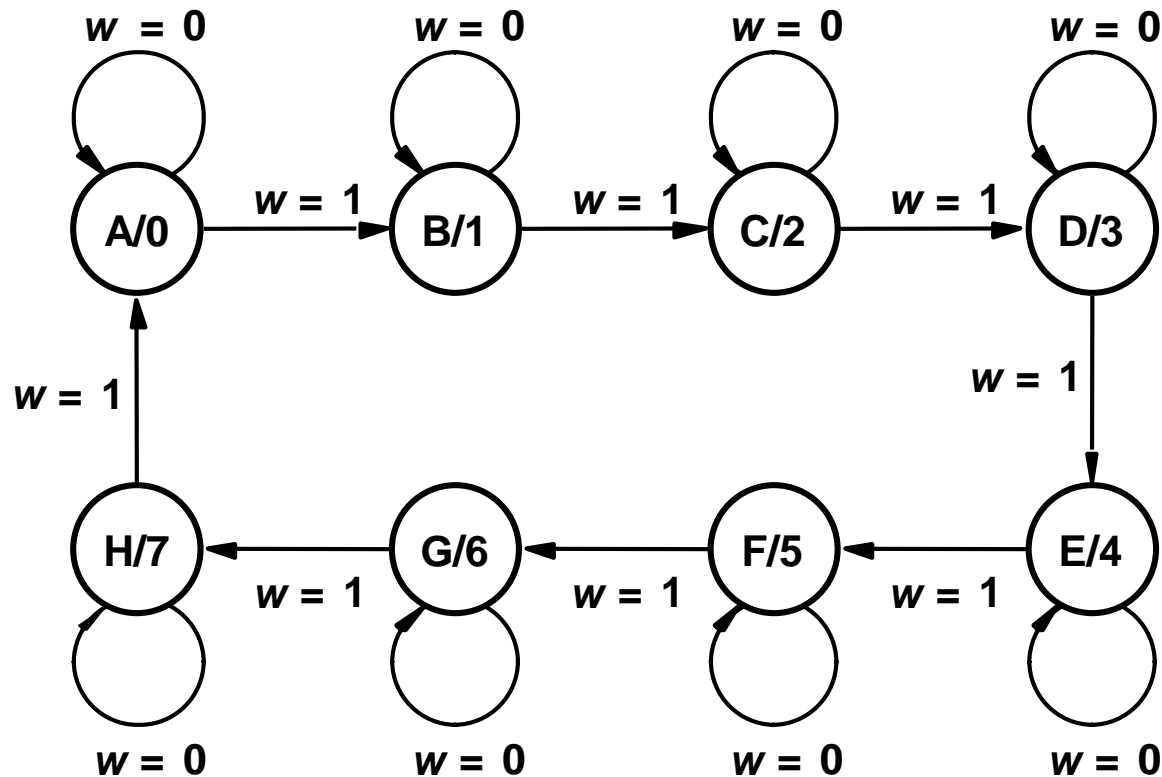 w = 0 w = 0 w = 0 w = 0
w = 1 w = 1 w = 1
A/0 B/1 C/2 D/3
w = 1 w = 1
H/7 G/6 F/5 E/4
w = 1 w = 1 w = 1
w = 0 w = 0 w = 0 w = 0